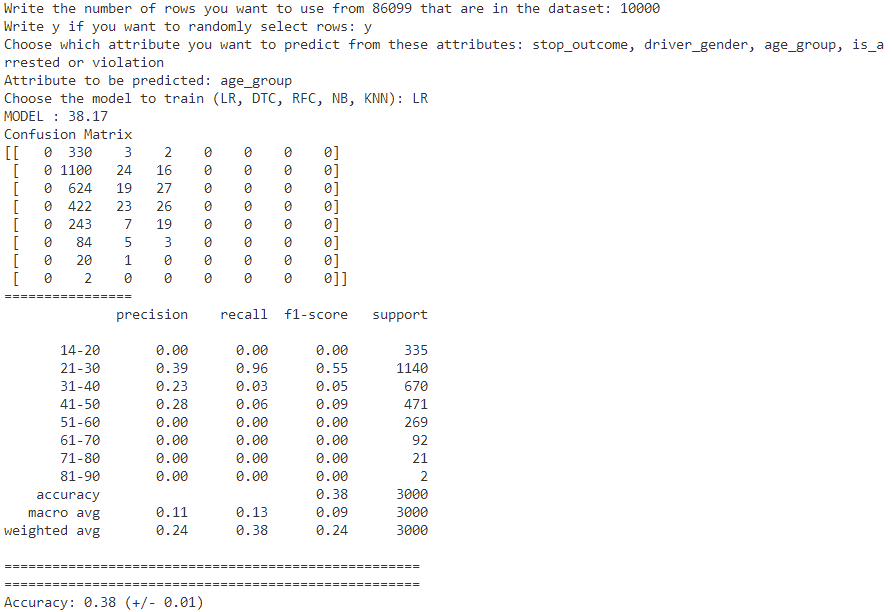 Write the number of rows you want to use from 86099 that are in the dataset: 10000
Write y if you want to randomly select rows: y
Choose which attribute you want to predict from these attributes: stop_outcome, driver_gender, age_group, is_a
rrested or violation
Attribute to be predicted: age_group
Choose the model to train (LR, DTC, RFC, NB, KNN): LR
MODEL : 38.17
Confusion Matrix
[[   0  330    3    2    0    0    0    0]
 [   0 1100   24   16    0    0    0    0]
 [   0  624   19   27    0    0    0    0]
 [   0  422   23   26    0    0    0    0]
 [   0  243    7   19    0    0    0    0]
 [   0   84    5    3    0    0    0    0]
 [   0   20    1    0    0    0    0    0]
 [   0    2    0    0    0    0    0    0]]
================
              precision    recall  f1-score   support
       14-20       0.00      0.00      0.00       335
       21-30       0.39      0.96      0.55      1140
       31-40       0.23      0.03      0.05       670
       41-50       0.28      0.06      0.09       471
       51-60       0.00      0.00      0.00       269
       61-70       0.00      0.00      0.00        92
       71-80       0.00      0.00      0.00        21
       81-90       0.00      0.00      0.00         2
    accuracy                           0.38      3000
   macro avg       0.11      0.13      0.09      3000
weighted avg       0.24      0.38      0.24      3000
====================================================
====================================================
Accuracy: 0.38 (+/- 0.01)